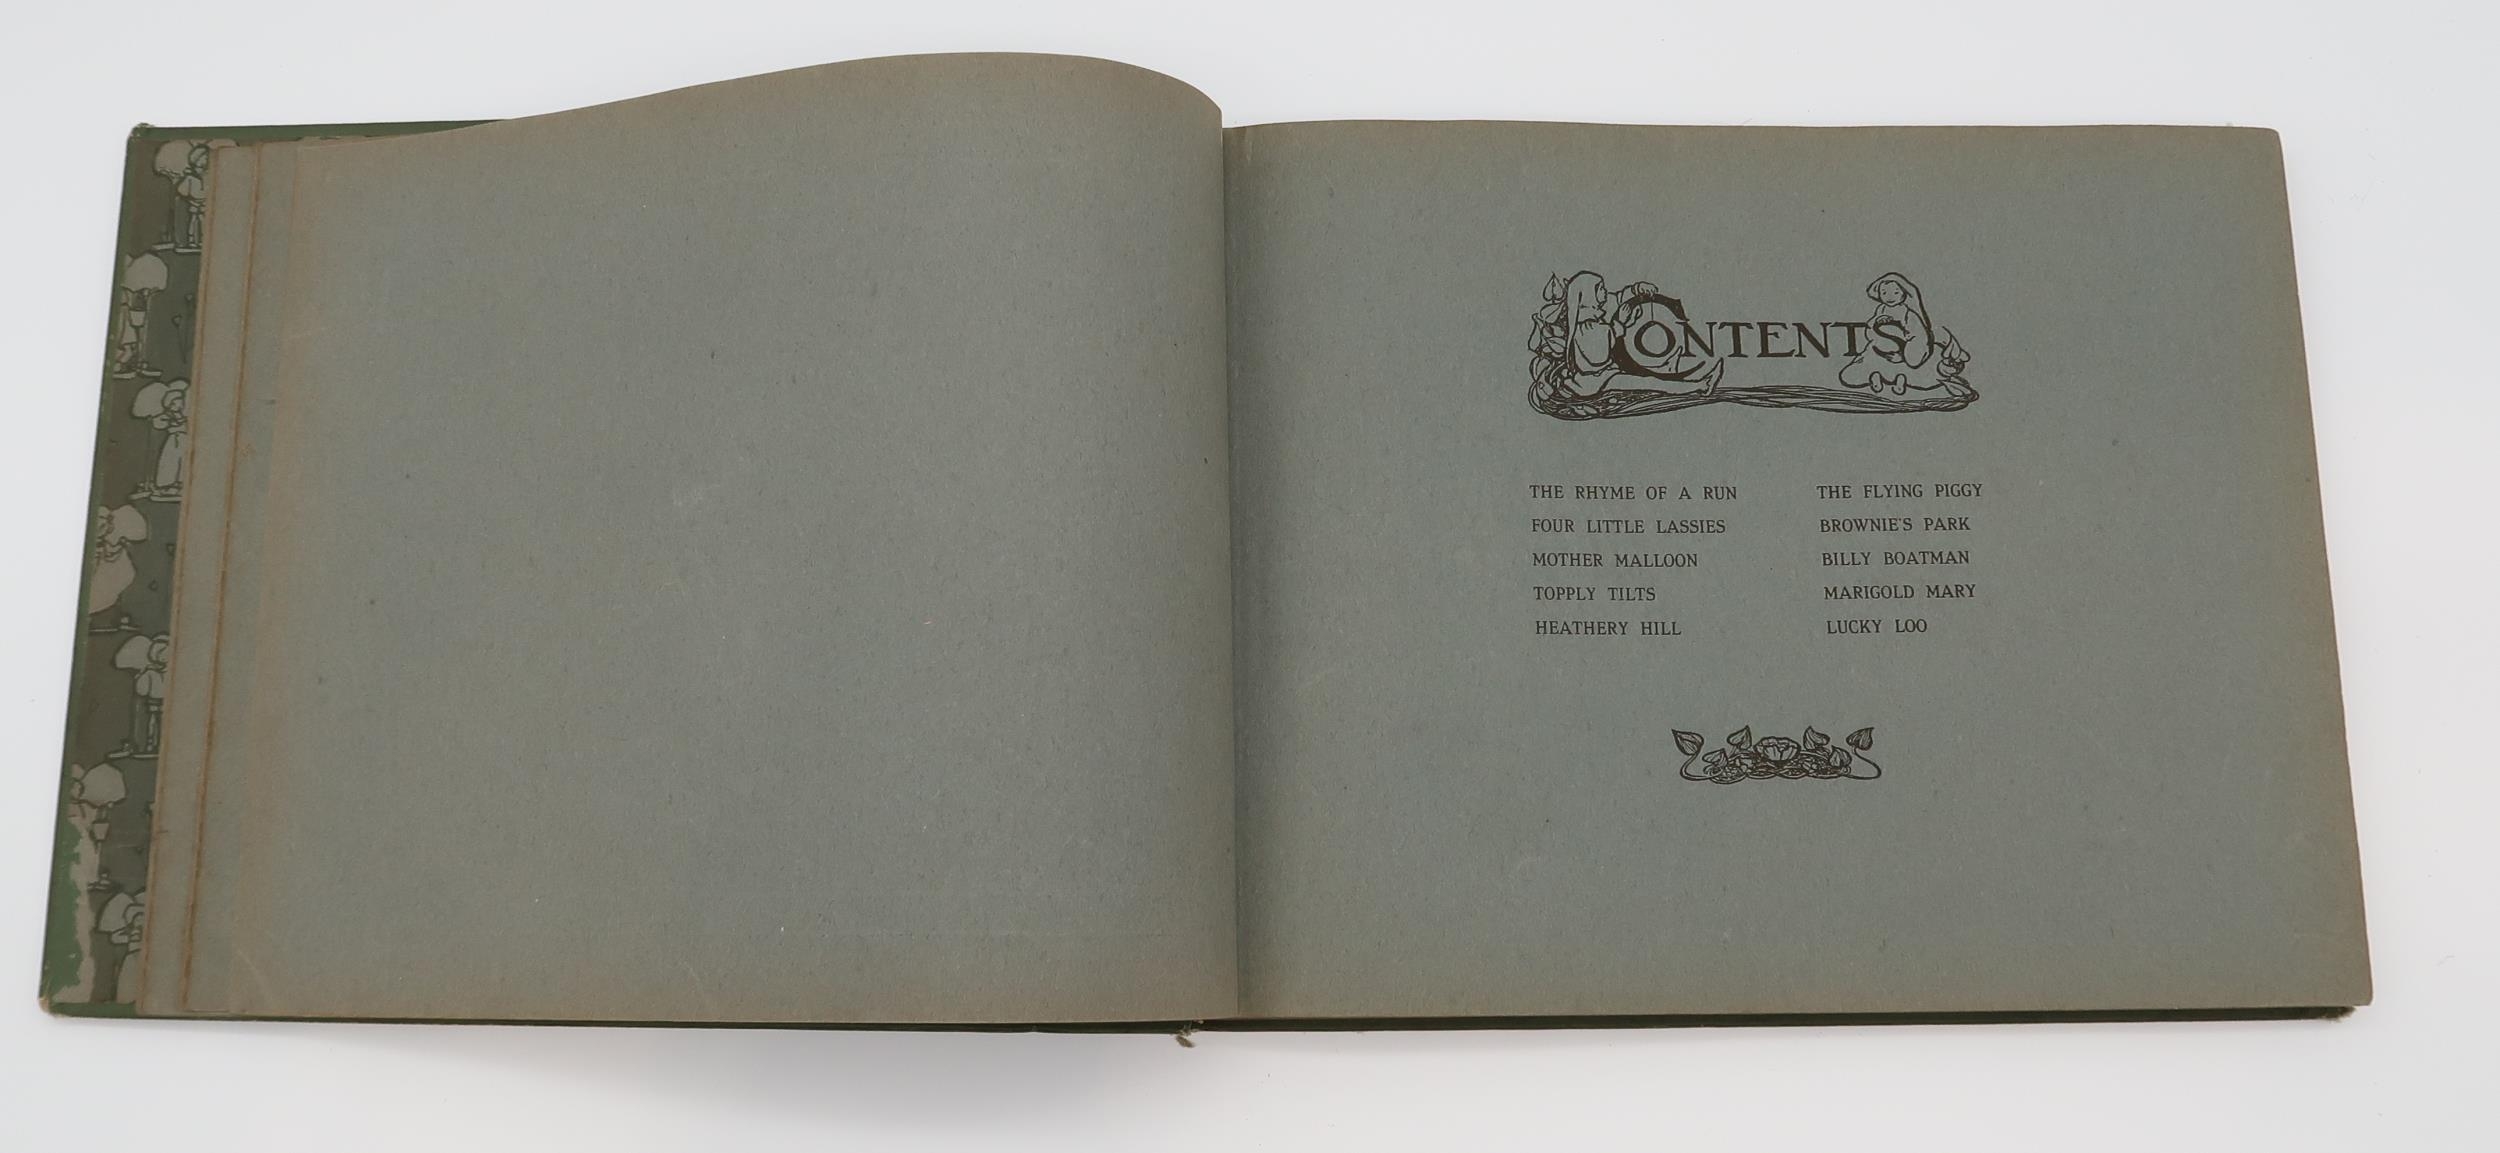 CONTENTS
THE RHYME OF A RUN
FOUR LITTLE LASSIES
MOTHER MALLOON
TOPPLY TILTS
HEATHERY HILL
THE FLYING PIGGY
BROWNIE'S PARK
BILLY BOATMAN
MARIGOLD MARY
LUCKY LOO